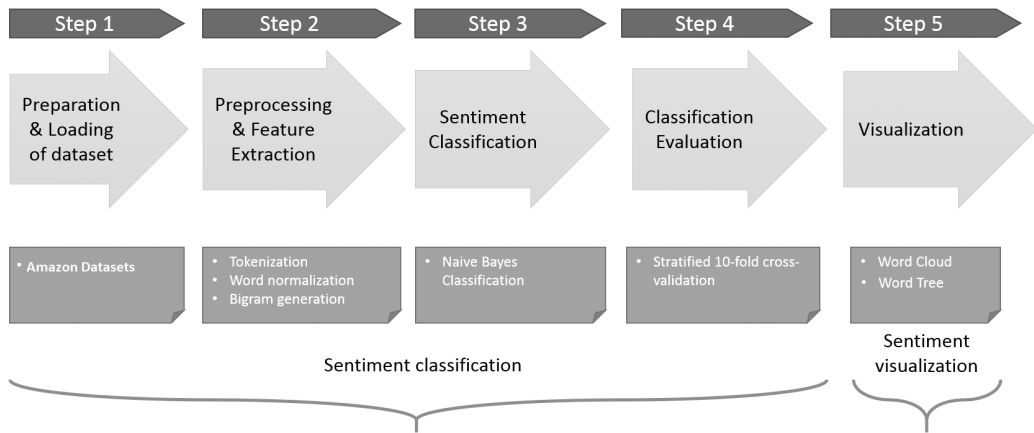 Step 1
Step 2
Step 3
Step 4
Step 5
Preparation
& Loading
of dataset
Preprocessing
& Feature
Extraction
Sentiment
Classification
Classification
Evaluation
Visualization
• Amazon Datasets
• Tokenization
• Word normalization
• Bigram generation
• Naive Bayes
Classification
• Stratified 10-fold cross-
validation
• Word Cloud
• Word Tree
Sentiment classification
Sentiment
visualization